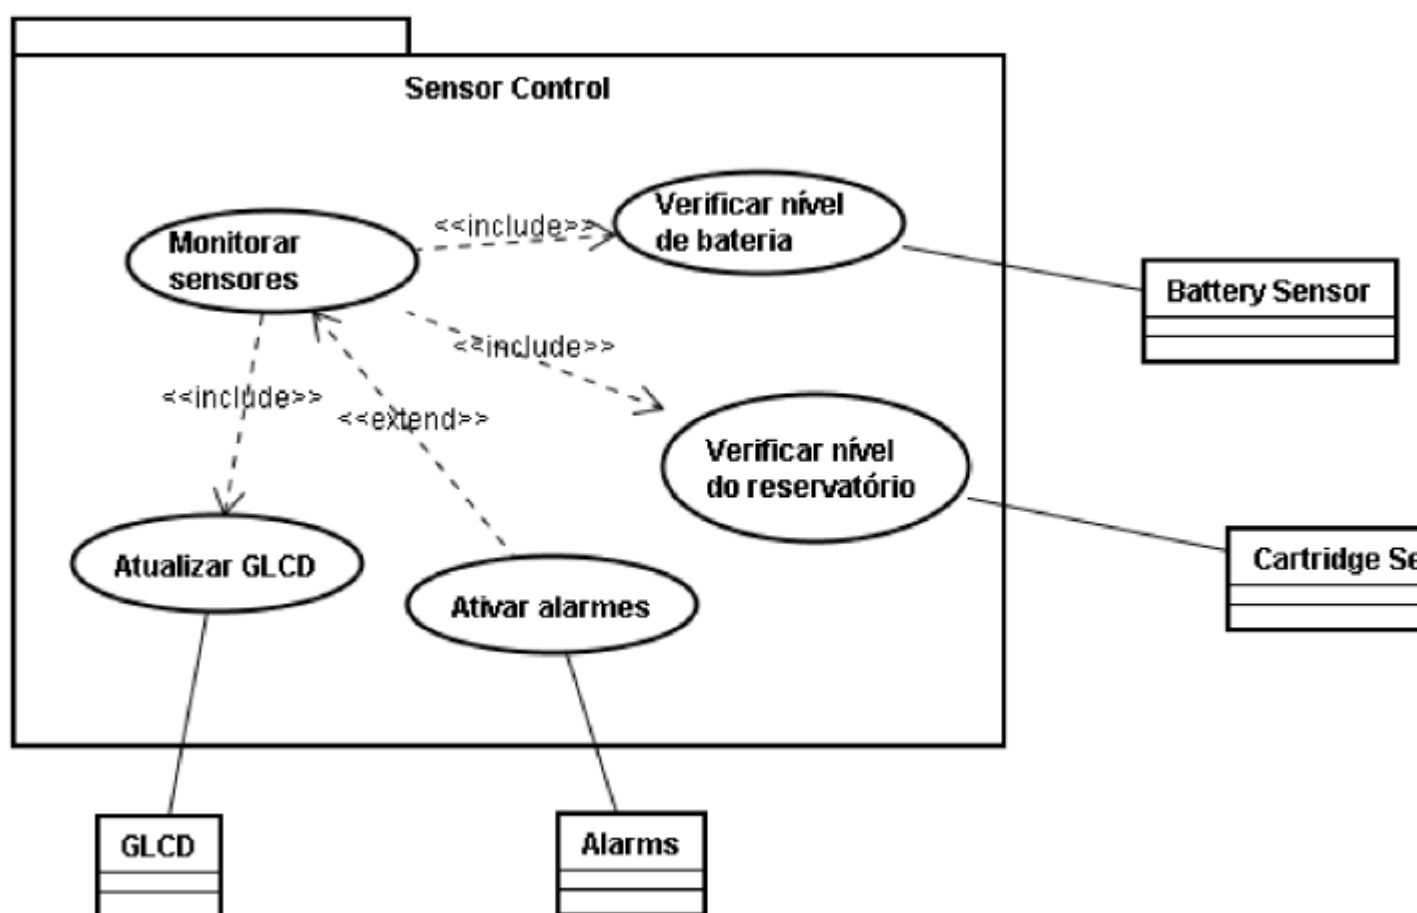 Sensor Control
Verificar nível
de bateria
<<include>>
Monitorar
sensores
Battery Sensor
<<include>>
<<include>>
<<extend>>
Verificar nível
do reservatório
Atualizar GLCD
Cartridge
Ativar alarmes
GLCD
Alarms